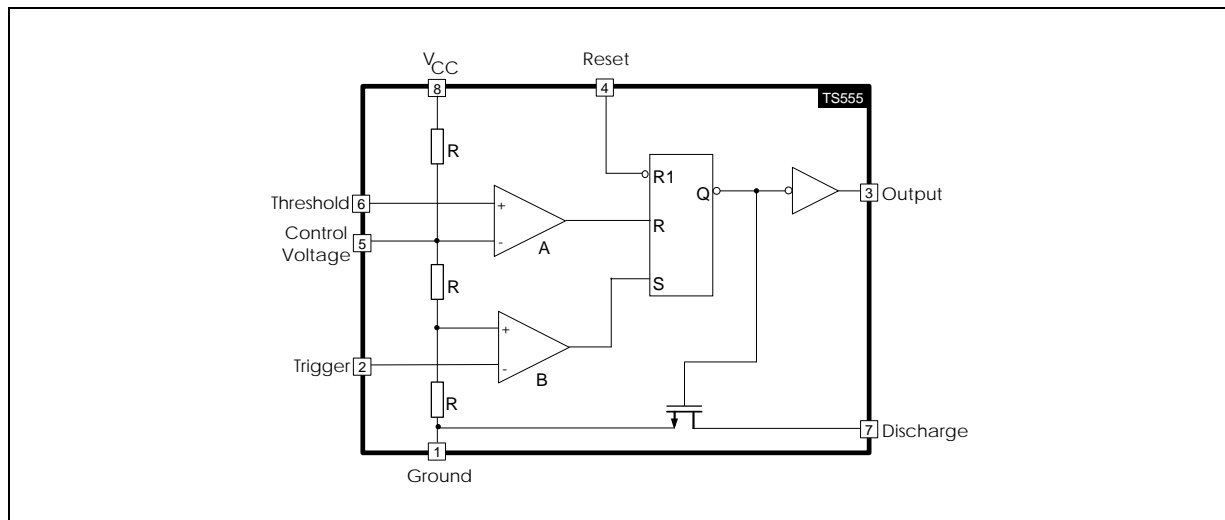 VCC
Reset
8
4
TS555
R
R1
Q
Threshold
6
+
3
Output
Control
Voltage
5
-
A
R
R
S
+
Trigger
2
-
B
R
7
Discharge
1
Ground